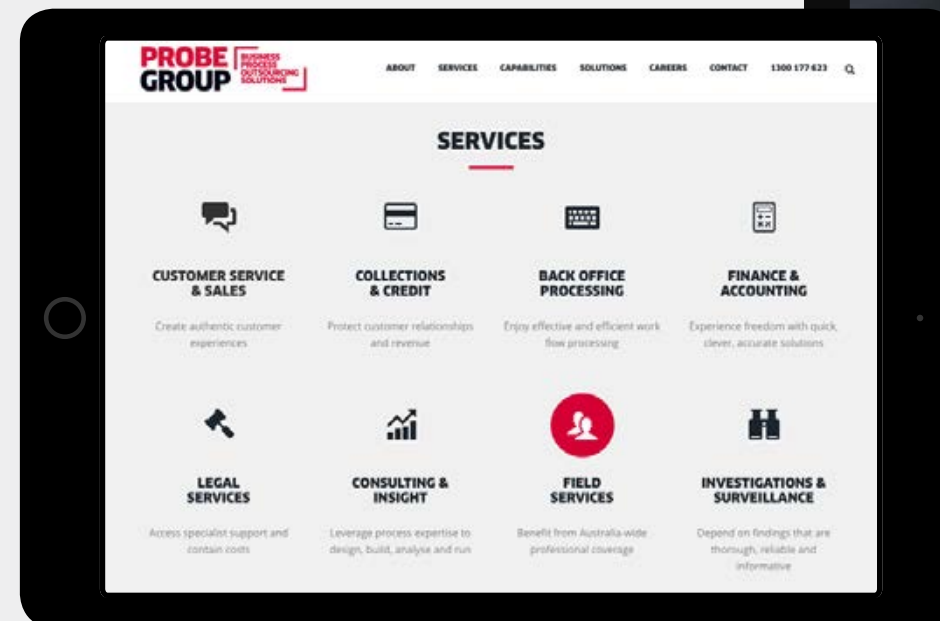 PROBE
GROUP
BUSINESS
PROCESS
OUTSOURCING
SOLUTIONS
ABOUT SERVICES CAPABILITIES SOLUTIONS CAREERS CONTACT 1300 177 623
SERVICES
CUSTOMER SERVICE
& SALES
COLLECTIONS
& CREDIT
BACK OFFICE
PROCESSING
FINANCE &
ACCOUNTING
Create authentic customer
experiences
Protect customer relationships
and revenue
Enjoy effective and efficient work
flow processing
Experience freedom with quick,
clever, accurate solutions
LEGAL
SERVICES
CONSULTING &
INSIGHT
FIELD
SERVICES
INVESTIGATIONS &
SURVEILLANCE
Access specialist support and
contain costs
Leverage process expertise to
design, build, analyse and run
Benefit from Australia-wide
professional coverage
Depend on findings that are
thorough, reliable and
informative